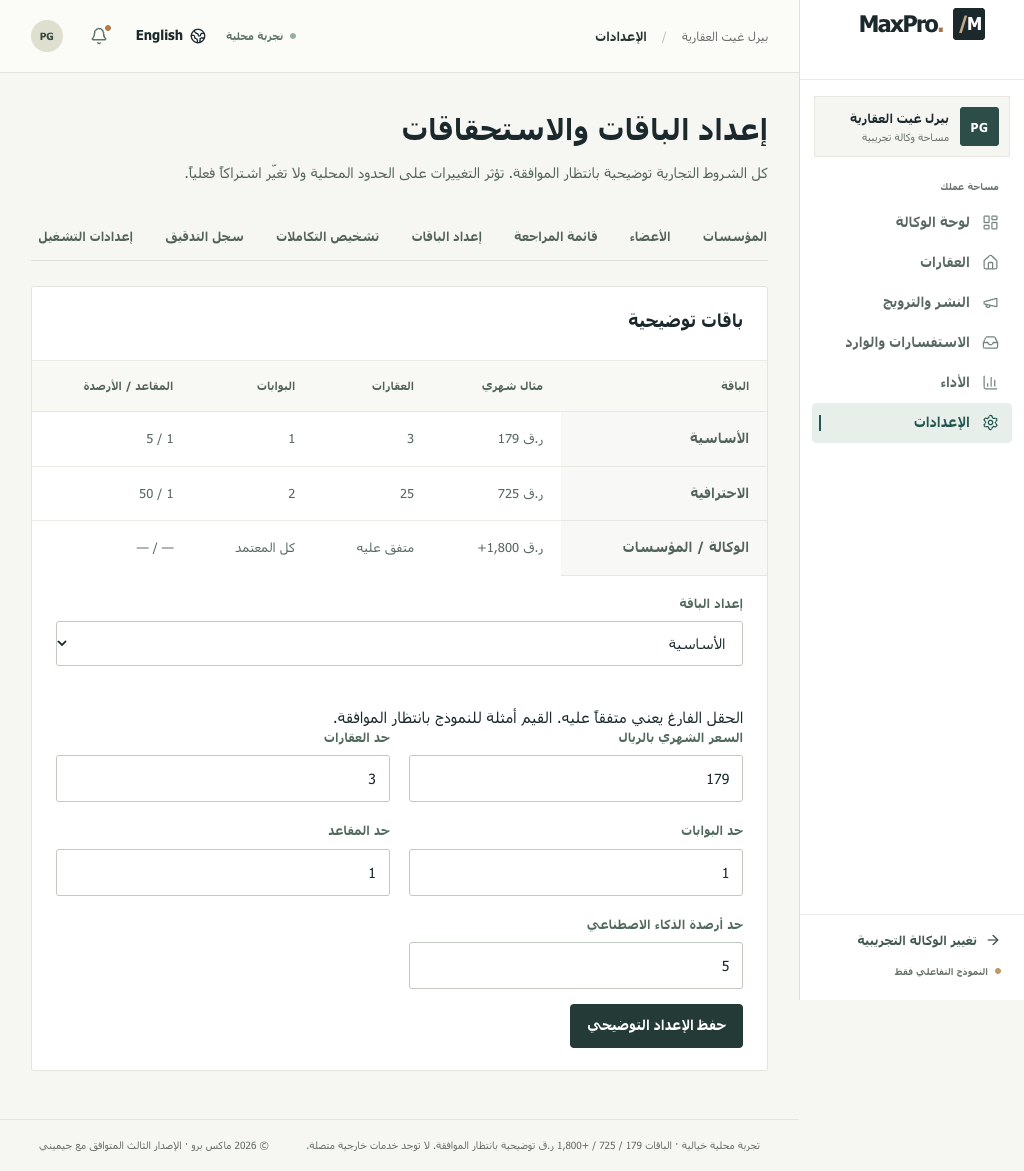 MaxPro.
/M
PG
بيرل غيت العقارية
مساحة وكالة تجريبية
مساحة عملك
لوحة الوكالة
العقارات
النشر والترويج
الاستفسارات والوارد
الأداء
الإعدادات
تغيير الوكالة التجريبية
النموذج التفاعلي فقط
بيرل غيت العقارية / الإعدادات
تجربة محلية
English
PG
إعداد الباقات والاستحقاقات
كل الشروط التجارية توضيحية بانتظار الموافقة. تؤثر التغييرات على الحدود المحلية ولا تغيّر اشتراكاً فعلياً.
المؤسسات الأعضاء قائمة المراجعة إعداد الباقات تشخيص التكاملات سجل التدقيق إعدادات التشغيل
باقات توضيحية
الباقة مثال شهري العقارات البوابات المقاعد / الأرصدة
الأساسية ر.ق 179 3 1 1 / 5
الاحترافية ر.ق 725 25 2 1 / 50
الوكالة / المؤسسات ر.ق 1,800+ متفق عليه كل المعتمد — / —
إعداد الباقة
الأساسية
الحقل الفارغ يعني متفقاً عليه. القيم أمثلة للنموذج بانتظار الموافقة.
السعر الشهري بالريال حد العقارات
179 3
حد البوابات حد المقاعد
1 1
حد أرصدة الذكاء الاصطناعي
5
حفظ الإعداد التوضيحي
تجربة محلية خيالية · الباقات 179 / 725 / +1,800 ر.ق توضيحية بانتظار الموافقة. لا توجد خدمات خارجية متصلة.
© 2026 ماكس برو · الإصدار الثالث المتوافق مع جيميني